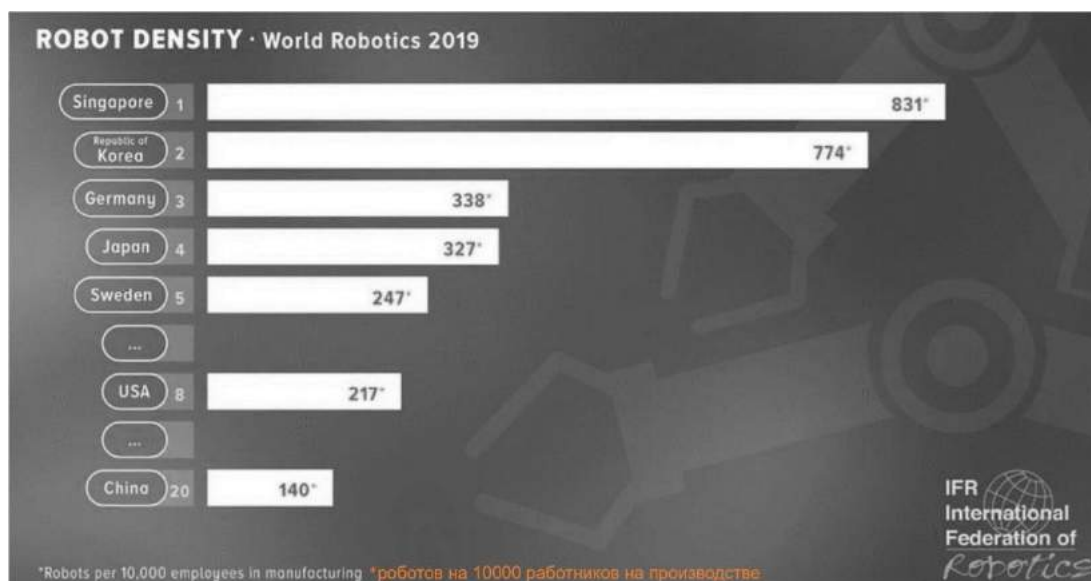 ROBOT DENSITY · World Robotics 2019
Singapore 1 831*
Republic of
Korea 2 774*
Germany 3 338*
Japan 4 327*
Sweden 5 247*
...
USA 8 217*
...
China 20 140*
IFR
International
Federation of
Robotics
*Robots per 10,000 employees in manufacturing *роботов на 10000 работников на производстве